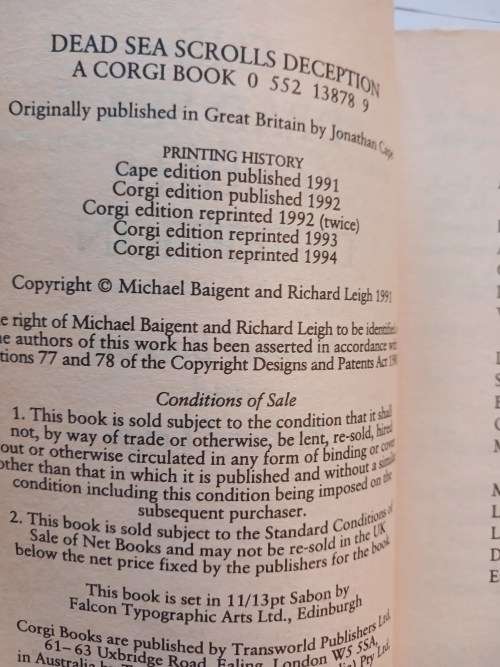 DEAD SEA SCROLLS DECEPTION
A CORGI BOOK 0 552 13878 9
Originally published in Great Britain by Jonathan Cape
PRINTING HISTORY
Cape edition published 1991
Corgi edition published 1992
Corgi edition reprinted 1992 (twice)
Corgi edition reprinted 1993
Corgi edition reprinted 1994
Copyright © Michael Baigent and Richard Leigh 1991
e right of Michael Baigent and Richard Leigh to be identified
e authors of this work has been asserted in accordance
tions 77 and 78 of the Copyright Designs and Patents Act
Conditions of Sale
1. This book is sold subject to the condition that it shall
not, by way of trade or otherwise, be lent, re-sold, hired
out or otherwise circulated in any form of binding or cover
other than that in which it is published and without a similar
condition including this condition being imposed on the
subsequent purchaser.
2. This book is sold subject to the Standard Conditions of
Sale of Net Books and may not be re-sold in the UK
below the net price fixed by the publishers for the book
This book is set in 11/13pt Sabon by
Falcon Typographic Arts Ltd., Edinburgh
Corgi Books are published by Transworld Publishers Ltd,
61–63 Uxbridge Road, Ealing, London W5 5SA,
in Australia by Pty. Ltd.